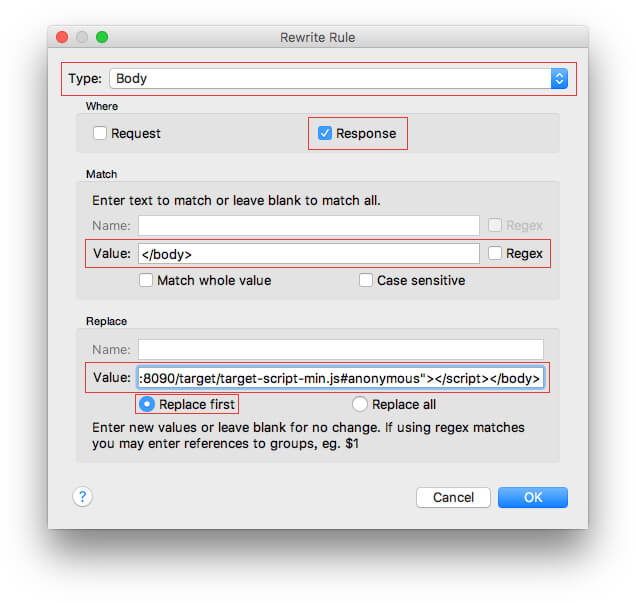 Rewrite Rule
Type: Body
Where
Request Response
Match
Enter text to match or leave blank to match all.
Name: Regex
Value: </body> Regex
Match whole value Case sensitive
Replace
Name:
Value: :8090/target/target-script-min.js#anonymous"></script></body>
Replace first Replace all
Enter new values or leave blank for no change. If using regex matches
you may enter references to groups, eg. $1
? Cancel OK